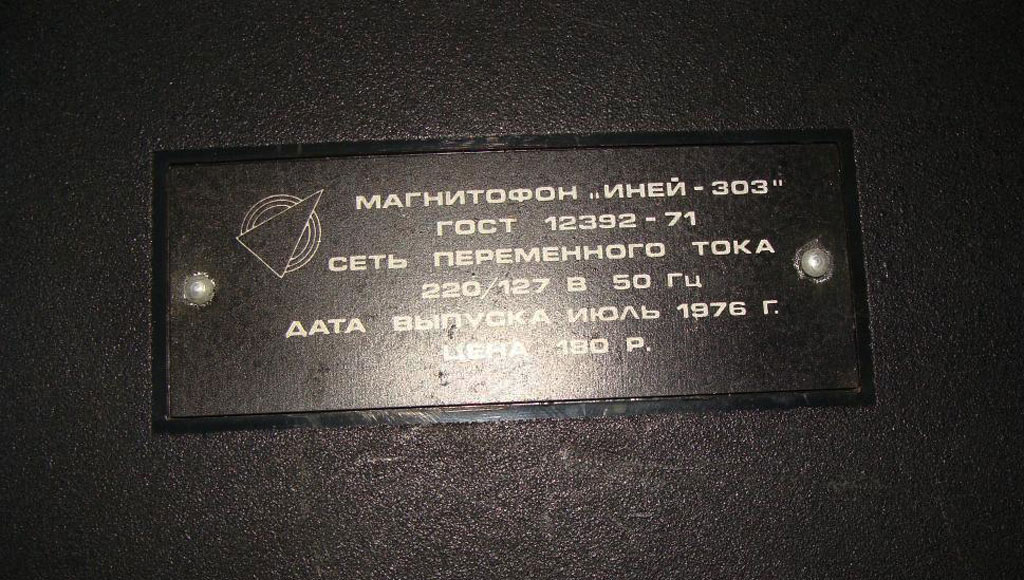 МАГНИТОФОН „ИНЕЙ - 303"
ГОСТ 12392 - 71
СЕТЬ ПЕРЕМЕННОГО ТОКА
220/127 В 50 Гц
ДАТА ВЫПУСКА ИЮЛЬ 1976 Г.
ЦЕНА 180 Р.